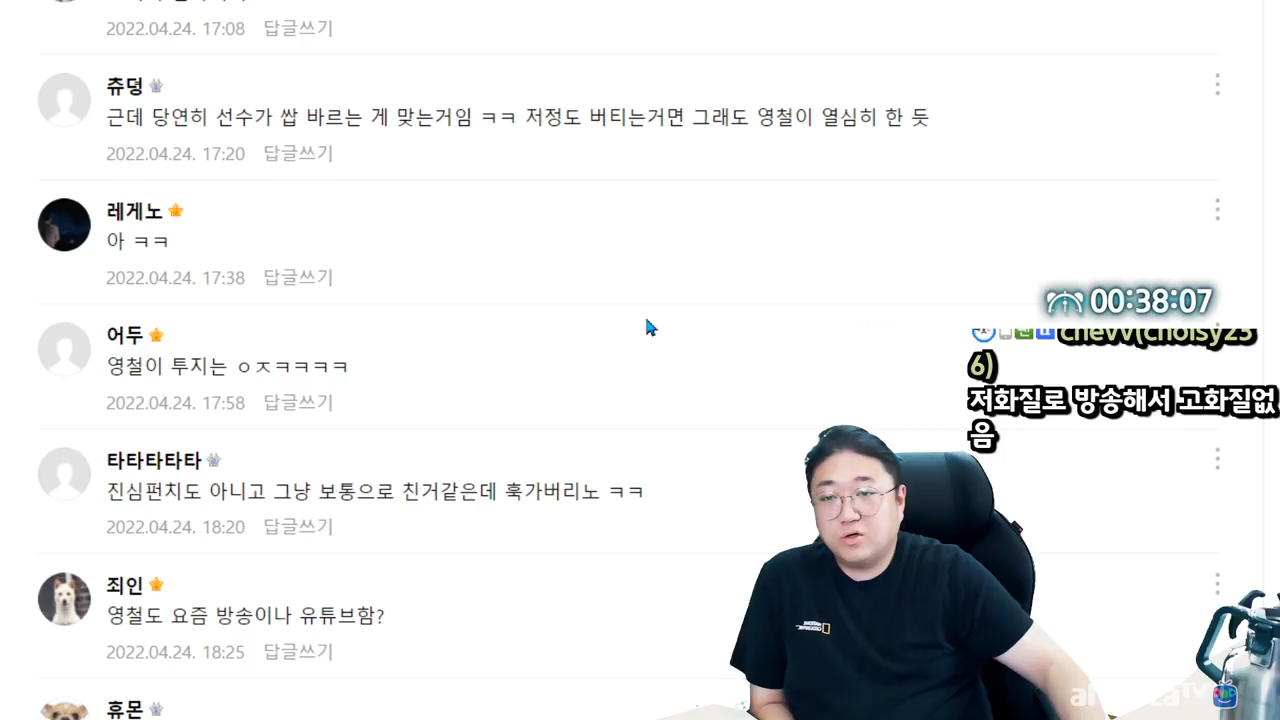 2022.04.24. 17:08 답글쓰기
츄덩
근데 당연히 선수가 쌉 바르는 게 맞는거임 ㅋㅋ 저정도 버티는거면 그래도 영철이 열심히 한 듯
2022.04.24. 17:20 답글쓰기
레게노
아 ㅋㅋ
2022.04.24. 17:38 답글쓰기
00:38:07
어두
영철이 투지는 ㅇㅈㅋㅋㅋㅋ
2022.04.24. 17:58 답글쓰기
chevv(choisy25
6)
저화질로 방송해서 고화질없
음
타타타타타
진심펀치도 아니고 그냥 보통으로 친거같은데 훅가버리노 ㅋㅋ
2022.04.24. 18:20 답글쓰기
죄인
영철도 요즘 방송이나 유튜브함?
2022.04.24. 18:25 답글쓰기
휴몬